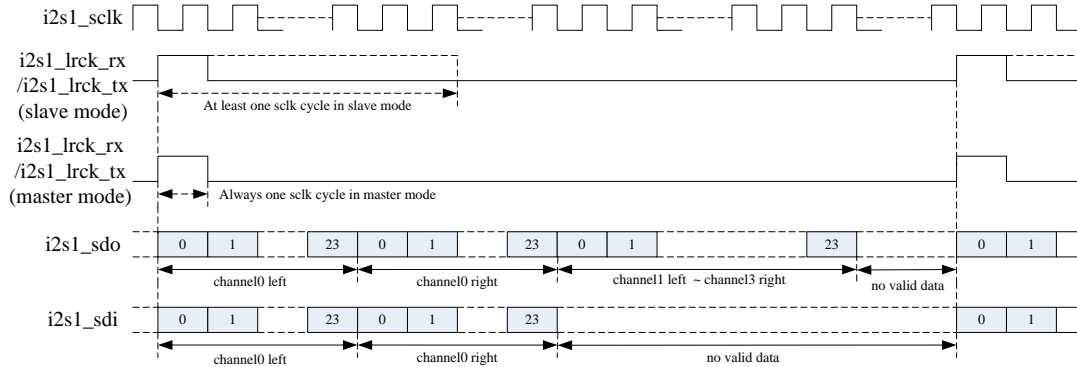 i2s1_sclk
i2s1_lrck_rx
/i2s1_lrck_tx
(slave mode)
At least one sclk cycle in slave mode
i2s1_lrck_rx
/i2s1_lrck_tx
(master mode)
Always one sclk cycle in master mode
i2s1_sdo
0 1 23 0 1 23 0 1 23 0 1
channel0 left channel0 right channel1 left ~ channel3 right no valid data
i2s1_sdi
0 1 23 0 1 23 0 1
channel0 left channel0 right no valid data